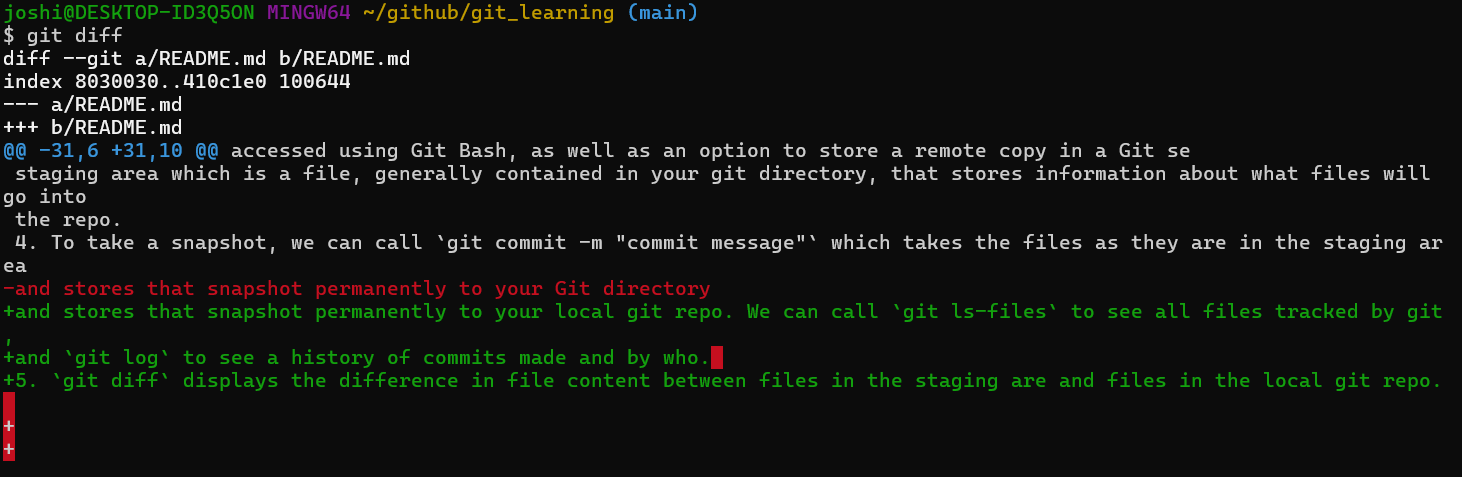 joshi@DESKTOP-ID3Q5ON MINGW64 ~/github/git_learning (main)
$ git diff
diff --git a/README.md b/README.md
index 8030030..410c1e0 100644
--- a/README.md
+++ b/README.md
@@ -31,6 +31,10 @@ accessed using Git Bash, as well as an option to store a remote copy in a Git se
 staging area which is a file, generally contained in your git directory, that stores information about what files will
go into
 the repo.
 4. To take a snapshot, we can call `git commit -m "commit message"` which takes the files as they are in the staging ar
ea
-and stores that snapshot permanently to your Git directory
+and stores that snapshot permanently to your local git repo. We can call `git ls-files` to see all files tracked by git
,
+and `git log` to see a history of commits made and by who.
+5. `git diff` displays the difference in file content between files in the staging are and files in the local git repo.
+
+